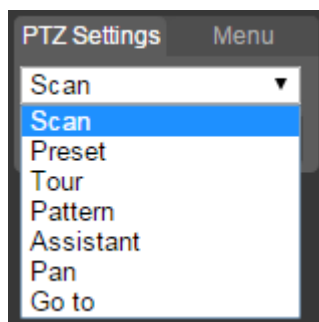 PTZ Settings Menu
Scan
Scan
Preset
Tour
Pattern
Assistant
Pan
Go to